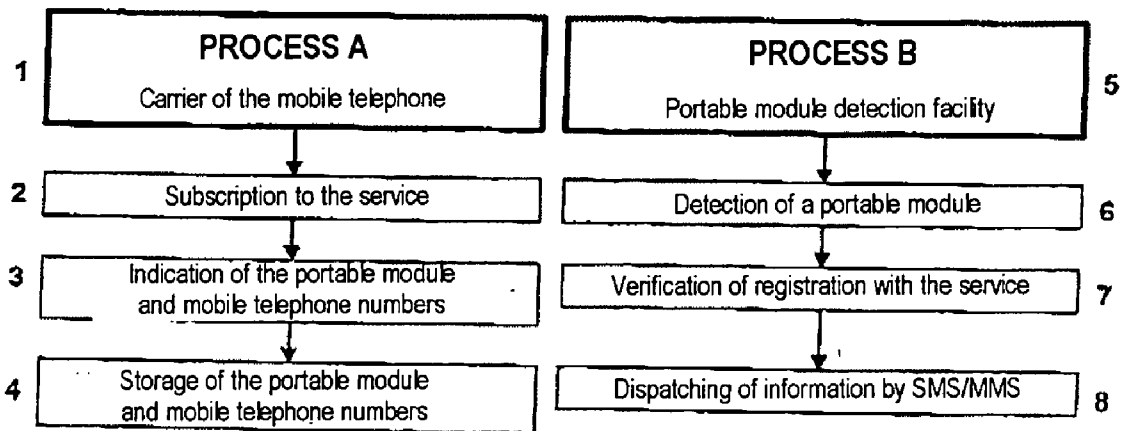 1
PROCESS A
Carrier of the mobile telephone
2
Subscription to the service
3
Indication of the portable module
and mobile telephone numbers
4
Storage of the portable module
and mobile telephone numbers
PROCESS B
Portable module detection facility
5
Detection of a portable module
6
Verification of registration with the service
7
Dispatching of information by SMS/MMS
8